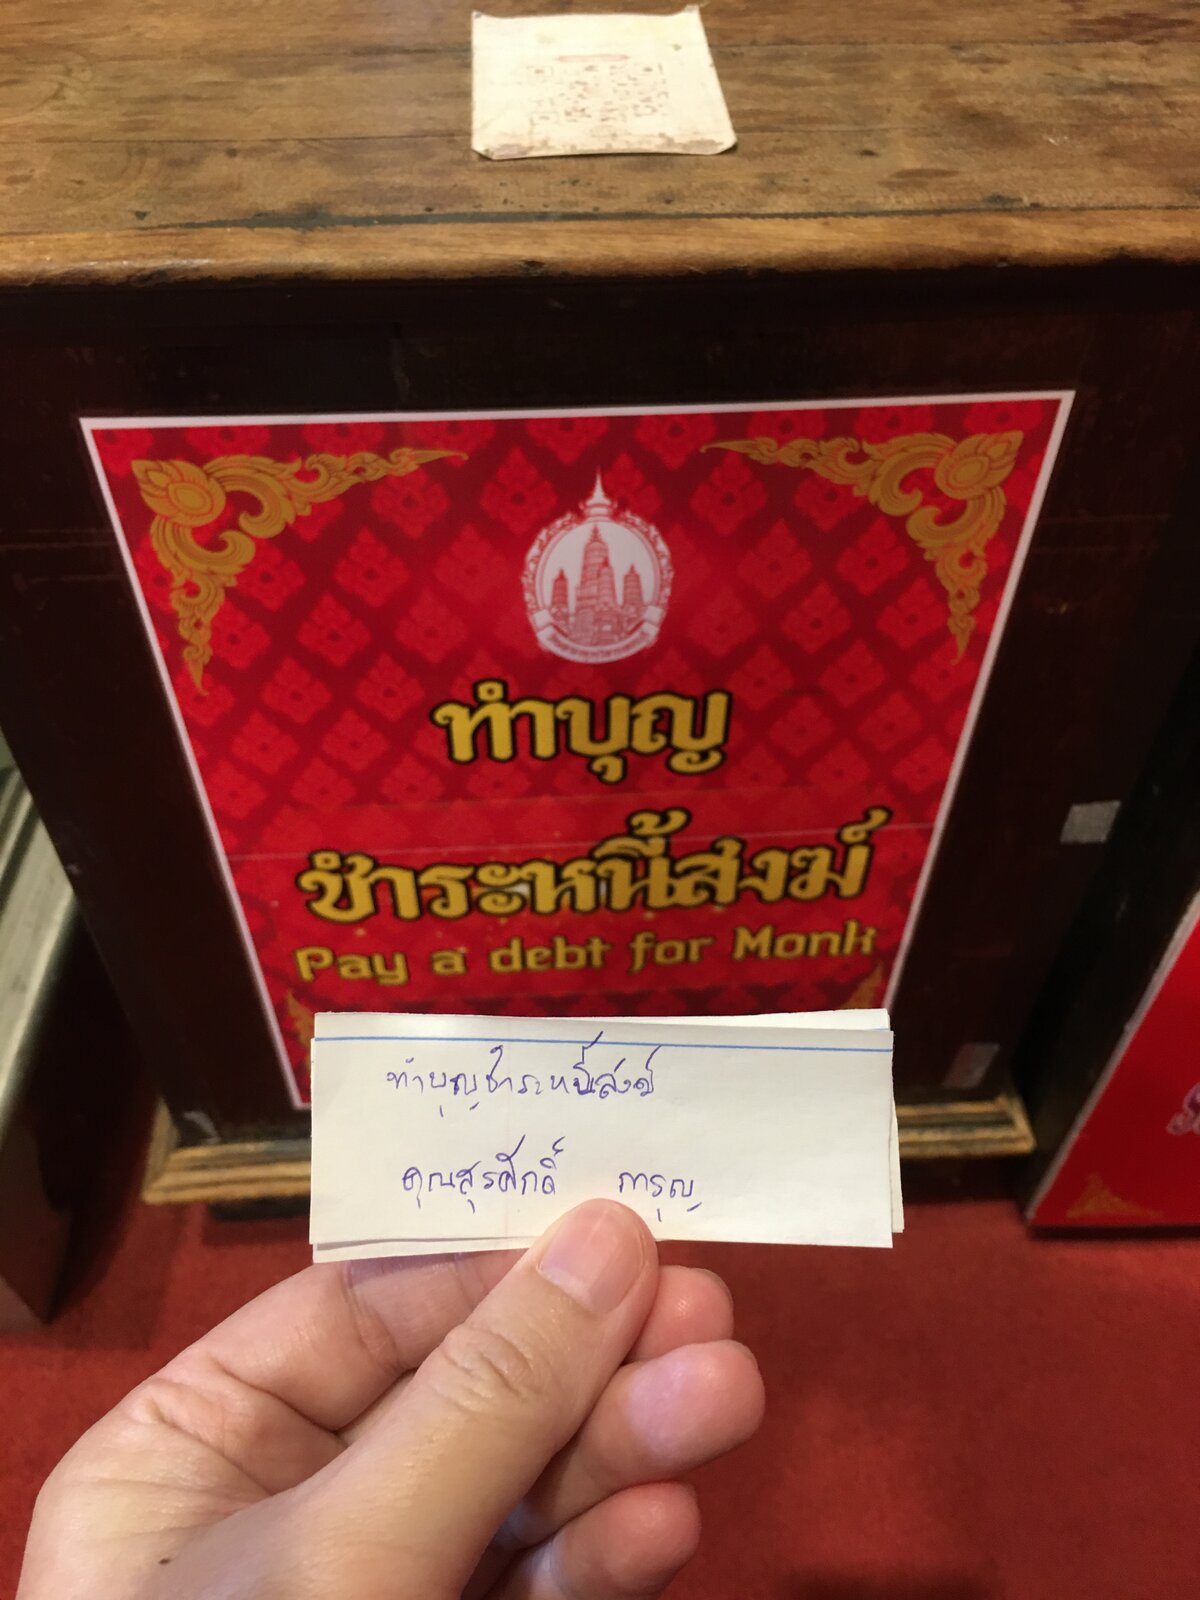 ทำบุญ
ชำระหนี้สงฆ์
Pay a debt for Monk
ทำบุญชำระหนี้สงฆ์
คุณสุรศักดิ์ การุญ